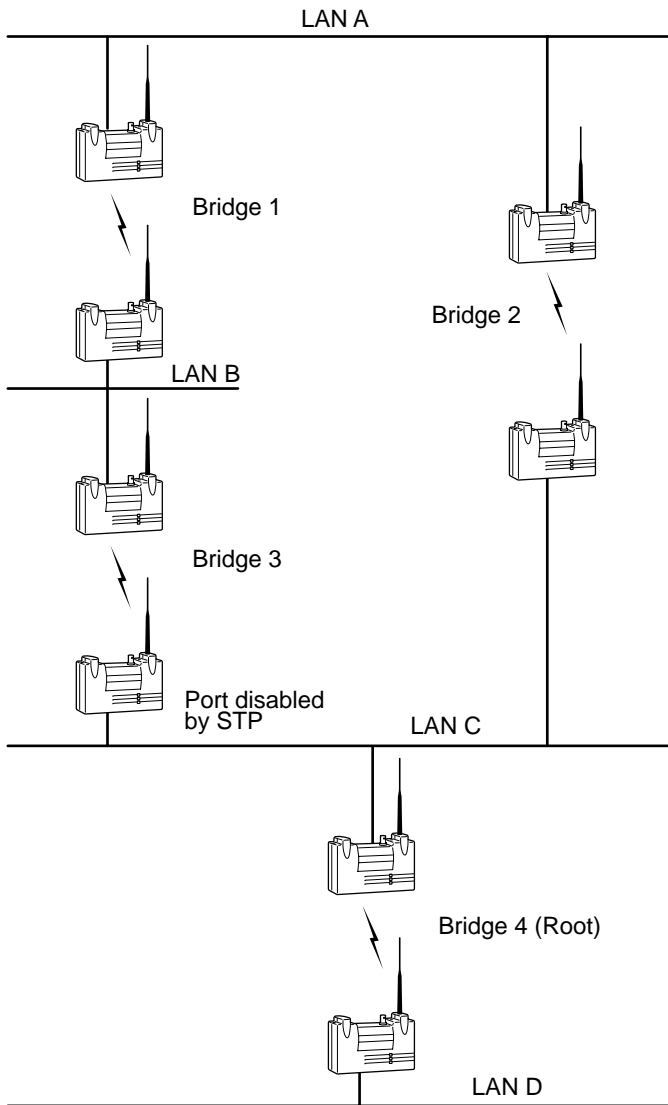 LAN A
Bridge 1
Bridge 2
LAN B
Bridge 3
Port disabled
by STP
LAN C
Bridge 4 (Root)
LAN D